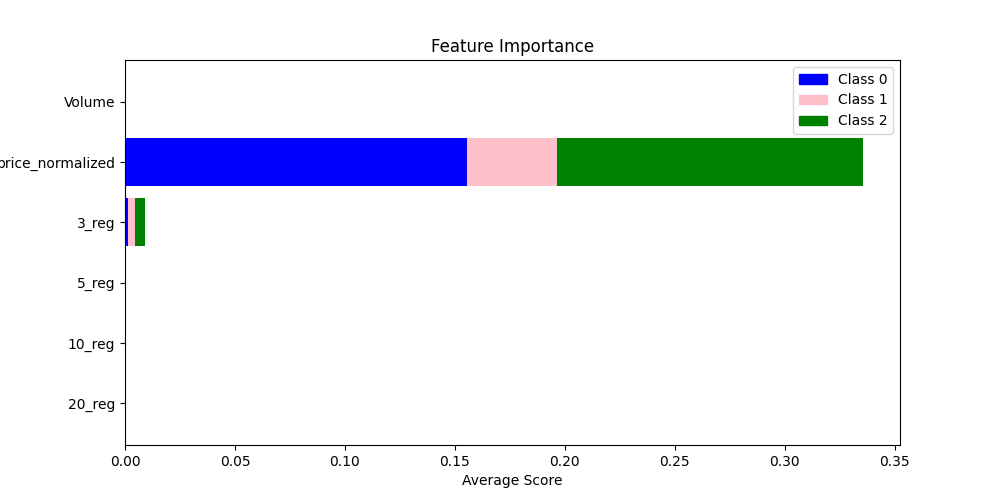 Feature Importance
Class 0
Class 1
Class 2
Volume
price_normalized
3_reg
5_reg
10_reg
20_reg
0.00 0.05 0.10 0.15 0.20 0.25 0.30 0.35
Average Score